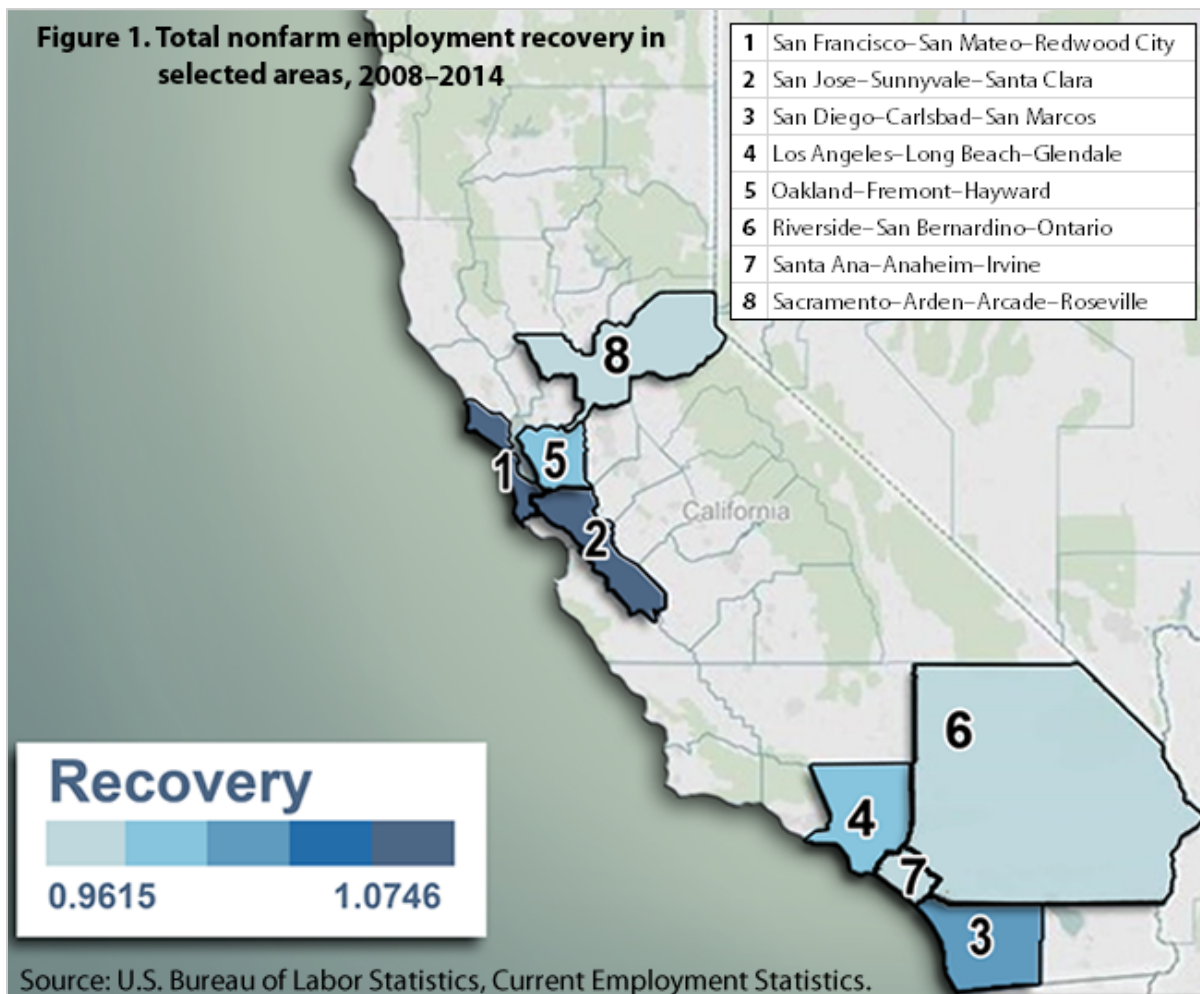 Figure 1. Total nonfarm employment recovery in
selected areas, 2008–2014
1 San Francisco–San Mateo–Redwood City
2 San Jose–Sunnyvale–Santa Clara
3 San Diego–Carlsbad–San Marcos
4 Los Angeles–Long Beach–Glendale
5 Oakland–Fremont–Hayward
6 Riverside–San Bernardino–Ontario
7 Santa Ana–Anaheim–Irvine
8 Sacramento–Arden–Arcade–Roseville
8
5
1
California
2
6
4
7
3
Recovery
0.9615 1.0746
Source: U.S. Bureau of Labor Statistics, Current Employment Statistics.